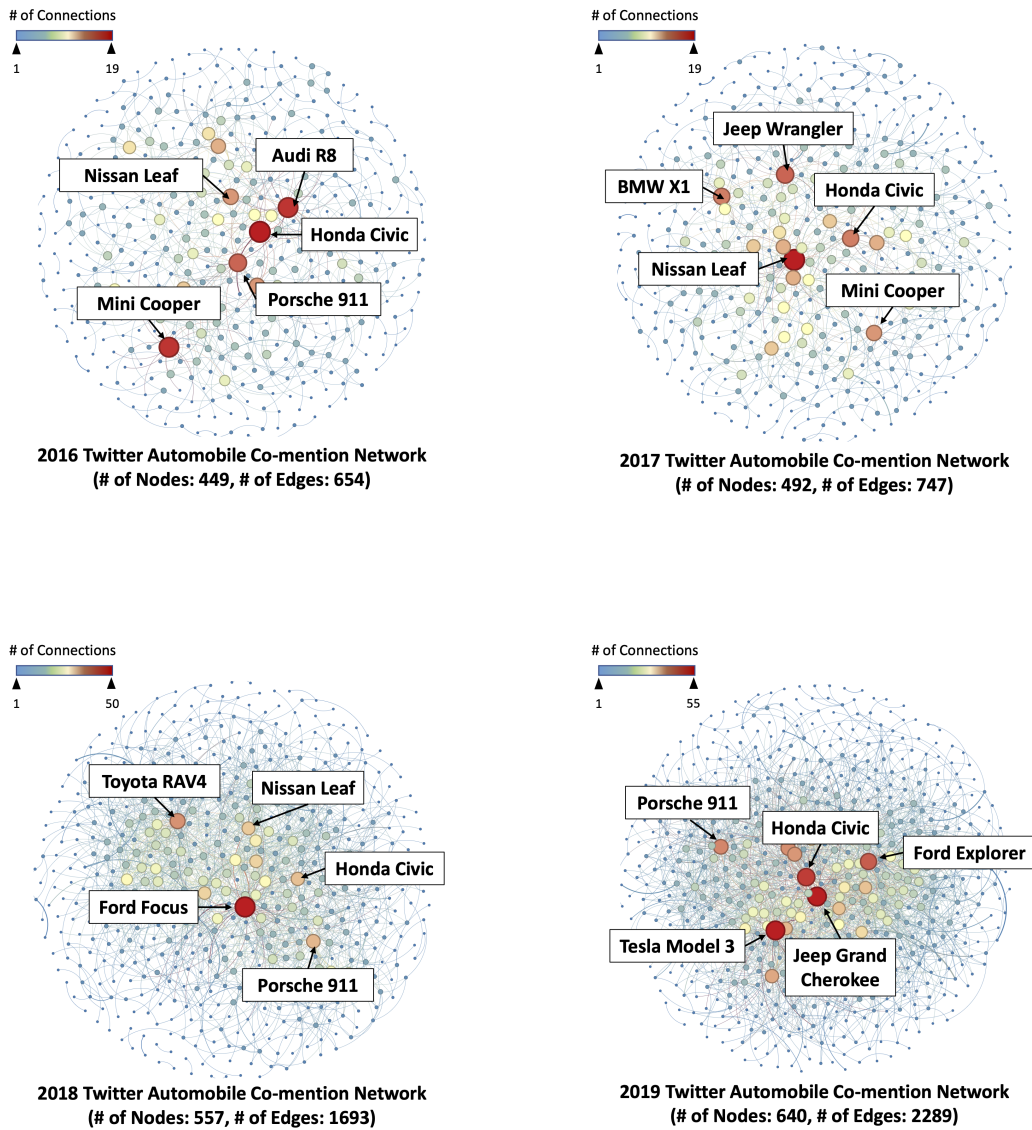 # of Connections
1 19
Nissan Leaf
Audi R8
Honda Civic
Mini Cooper
Porsche 911
2016 Twitter Automobile Co-mention Network
(# of Nodes: 449, # of Edges: 654)
# of Connections
1 19
Jeep Wrangler
BMW X1
Honda Civic
Nissan Leaf
Mini Cooper
2017 Twitter Automobile Co-mention Network
(# of Nodes: 492, # of Edges: 747)
# of Connections
1 50
Toyota RAV4
Nissan Leaf
Honda Civic
Ford Focus
Porsche 911
2018 Twitter Automobile Co-mention Network
(# of Nodes: 557, # of Edges: 1693)
# of Connections
1 55
Porsche 911
Honda Civic
Ford Explorer
Tesla Model 3
Jeep Grand
Cherokee
2019 Twitter Automobile Co-mention Network
(# of Nodes: 640, # of Edges: 2289)